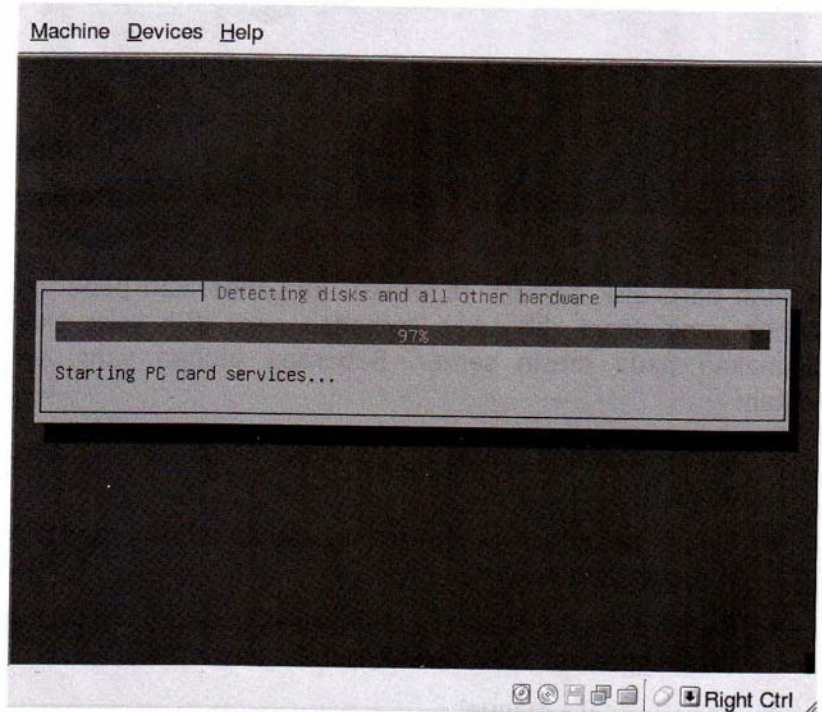 Machine Devices Help
Detecting disks and all other hardware
97%
Starting PC card services...
Right Ctrl